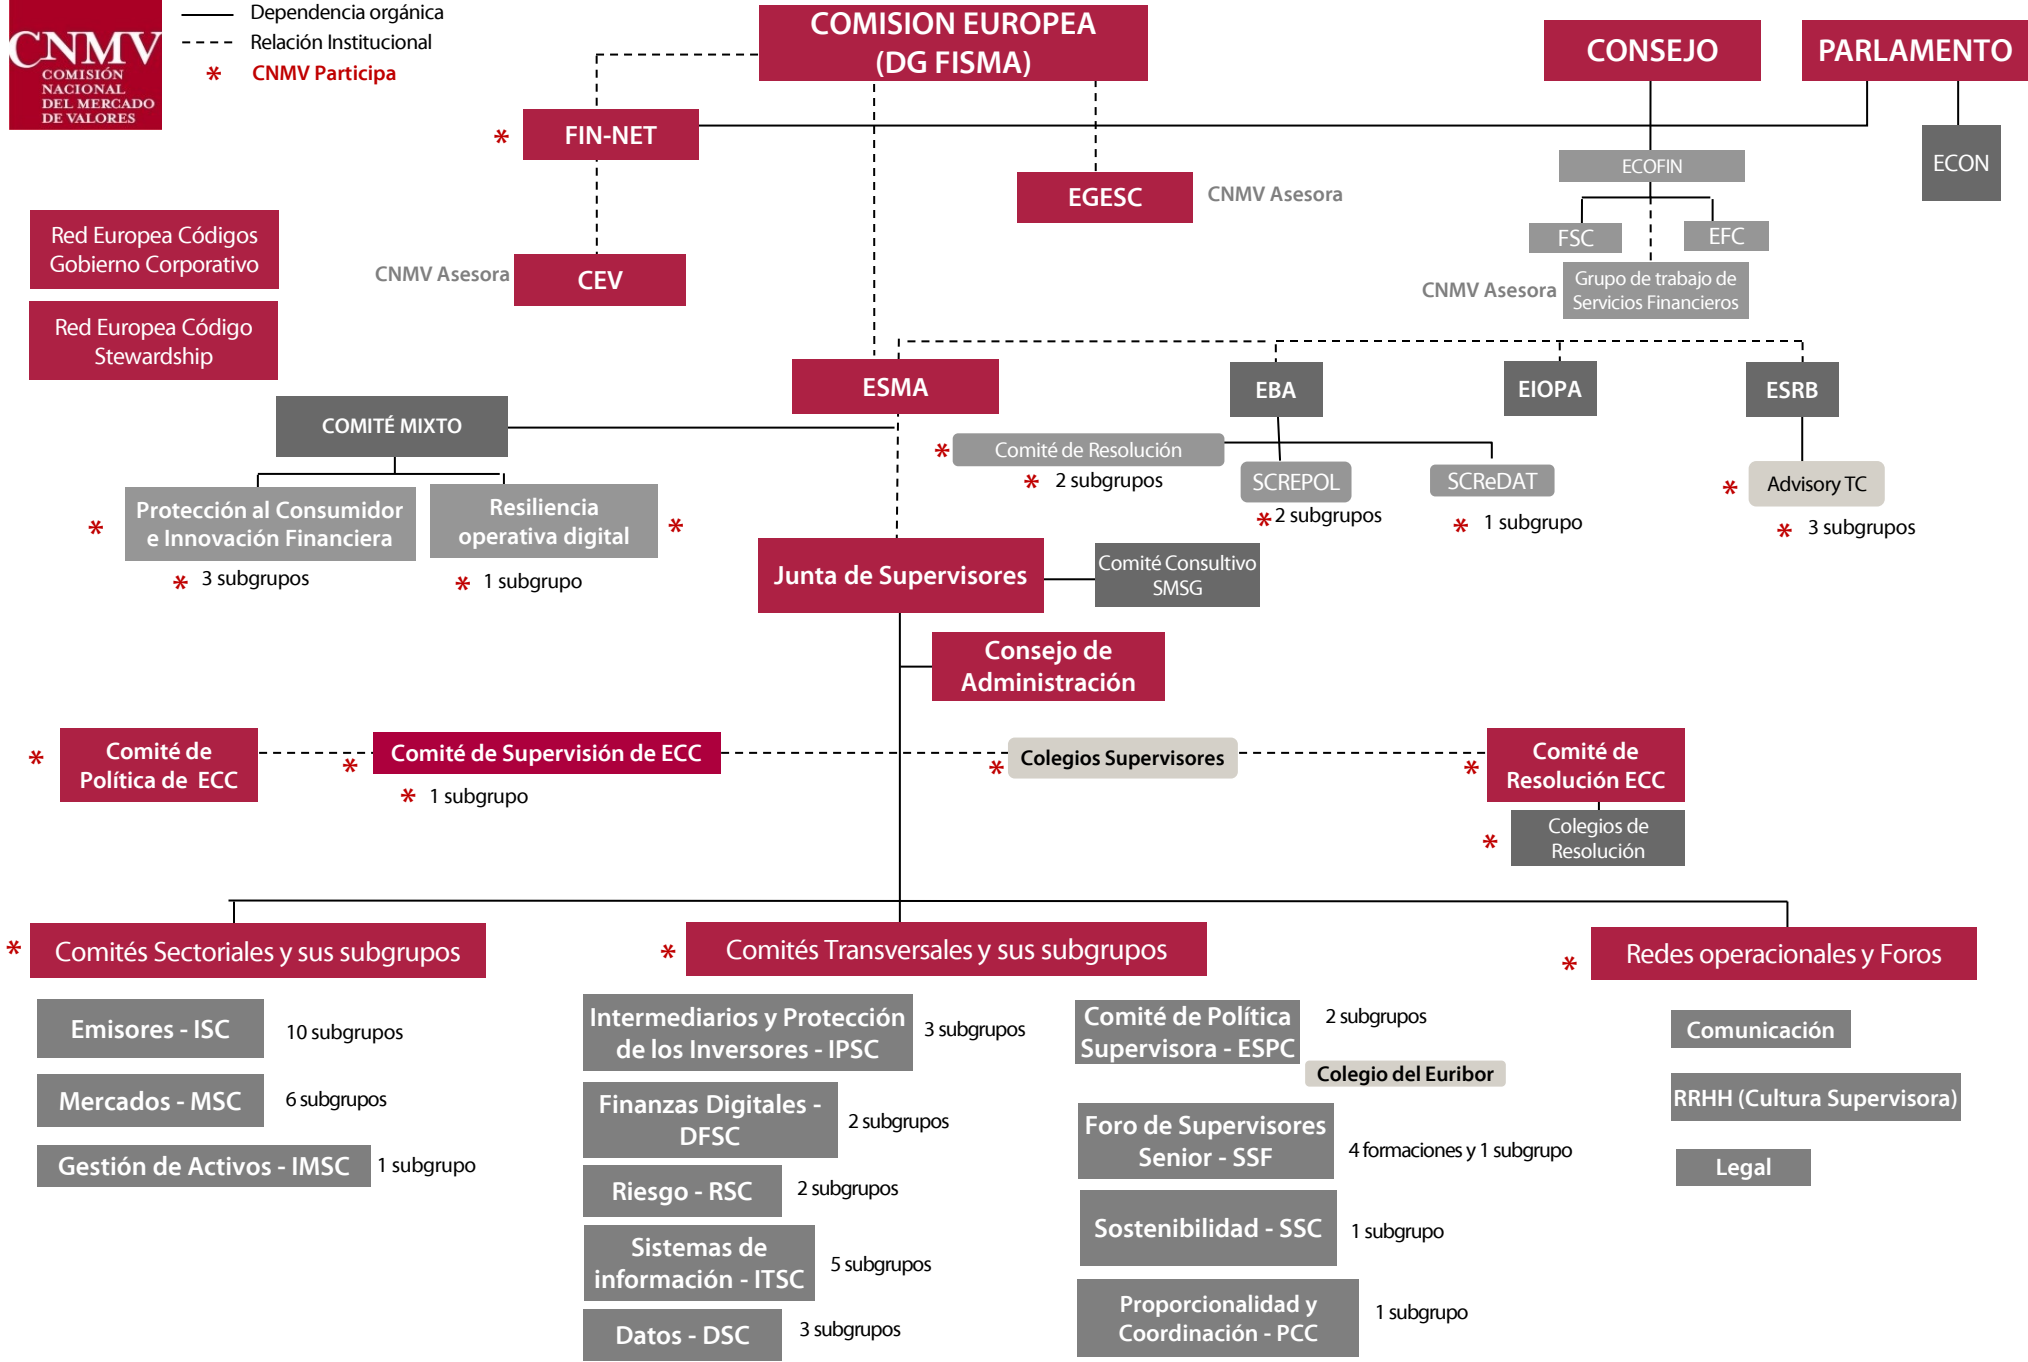 CNMV
COMISIÓN
NACIONAL
DEL MERCADO
DE VALORES
Dependencia orgánica
Relación Institucional
* CNMV Participa
COMISION EUROPEA
(DG FISMA)
CONSEJO
PARLAMENTO
* FIN-NET
ECOFIN
ECON
EGESC
CNMV Asesora
FSC
EFC
Red Europea Códigos
Gobierno Corporativo
CNMV Asesora
CEV
CNMV Asesora
Grupo de trabajo de
Servicios Financieros
Red Europea Código
Stewardship
ESMA
EBA
EIOPA
ESRB
COMITÉ MIXTO
* Comité de Resolución
* 2 subgrupos
SCREPOL
* 2 subgrupos
SCReDAT
* 1 subgrupo
* Advisory TC
* 3 subgrupos
* Protección al Consumidor
e Innovación Financiera
* 3 subgrupos
Resiliencia
operativa digital *
* 1 subgrupo
Junta de Supervisores
Comité Consultivo
SMSG
Consejo de
Administración
* Comité de
Política de ECC
* Comité de Supervisión de ECC
* 1 subgrupo
* Colegios Supervisores
* Comité de
Resolución ECC
* Colegios de
Resolución
* Comités Sectoriales y sus subgrupos
Emisores - ISC
10 subgrupos
Mercados - MSC
6 subgrupos
Gestión de Activos - IMSC
1 subgrupo
* Comités Transversales y sus subgrupos
Intermediarios y Protección
de los Inversores - IPSC
3 subgrupos
Finanzas Digitales -
DFSC
2 subgrupos
Riesgo - RSC
2 subgrupos
Sistemas de
información - ITSC
5 subgrupos
Datos - DSC
3 subgrupos
Comité de Política
Supervisora - ESPC
2 subgrupos
Colegio del Euribor
Foro de Supervisores
Senior - SSF
4 formaciones y 1 subgrupo
Sostenibilidad - SSC
1 subgrupo
Proporcionalidad y
Coordinación - PCC
1 subgrupo
* Redes operacionales y Foros
Comunicación
RRHH (Cultura Supervisora)
Legal